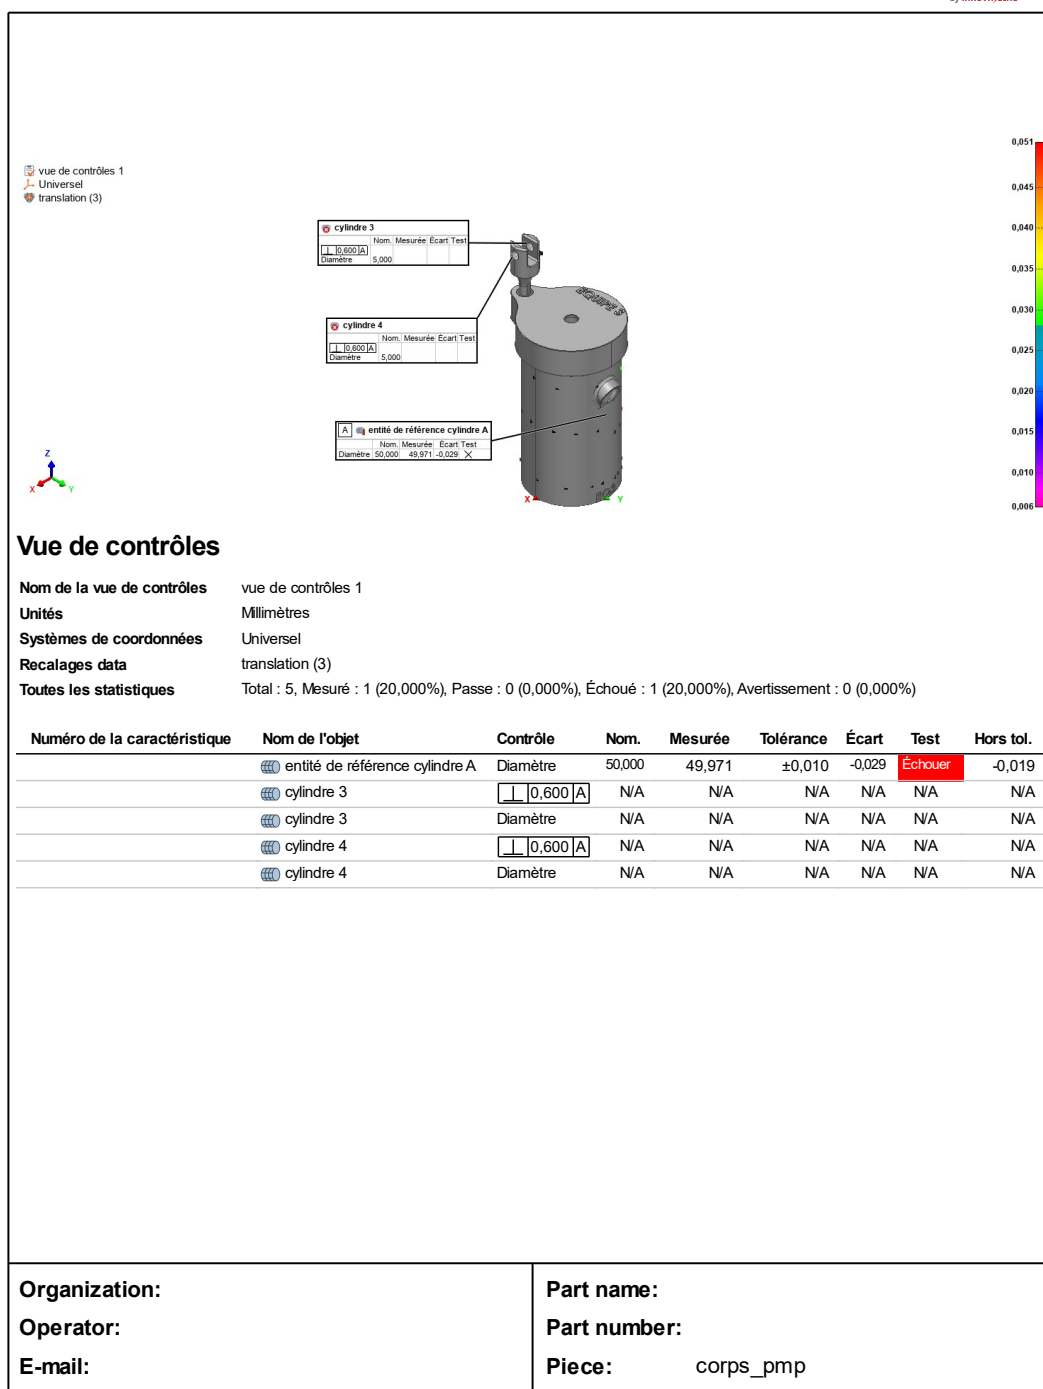 vue de contrôles 1
Universel
translation (3)
0,051
0,045
0,040
0,035
0,030
0,025
0,020
0,015
0,010
0,006
cylindre 3
Nom. Mesurée Écart Test
⊥ 0,600 A
Diamètre 5,000
cylindre 4
Nom. Mesurée Écart Test
⊥ 0,600 A
Diamètre 5,000
A entité de référence cylindre A
Nom. Mesurée Écart Test
Diamètre 50,000 49,971 -0,029 ✕
EQUIPE S
Z
X Y
X Y
Vue de contrôles
Nom de la vue de contrôles vue de contrôles 1
Unités Millimètres
Systèmes de coordonnées Universel
Recalages data translation (3)
Toutes les statistiques Total : 5, Mesuré : 1 (20,000%), Passe : 0 (0,000%), Échoué : 1 (20,000%), Avertissement : 0 (0,000%)
Numéro de la caractéristique Nom de l'objet Contrôle Nom. Mesurée Tolérance Écart Test Hors tol.
entité de référence cylindre A Diamètre 50,000 49,971 ±0,010 -0,029 Échouer -0,019
cylindre 3 ⊥ 0,600 A N/A N/A N/A N/A N/A N/A
cylindre 3 Diamètre N/A N/A N/A N/A N/A N/A
cylindre 4 ⊥ 0,600 A N/A N/A N/A N/A N/A N/A
cylindre 4 Diamètre N/A N/A N/A N/A N/A N/A
Organization:
Operator:
E-mail:
Part name:
Part number:
Piece: corps_pmp